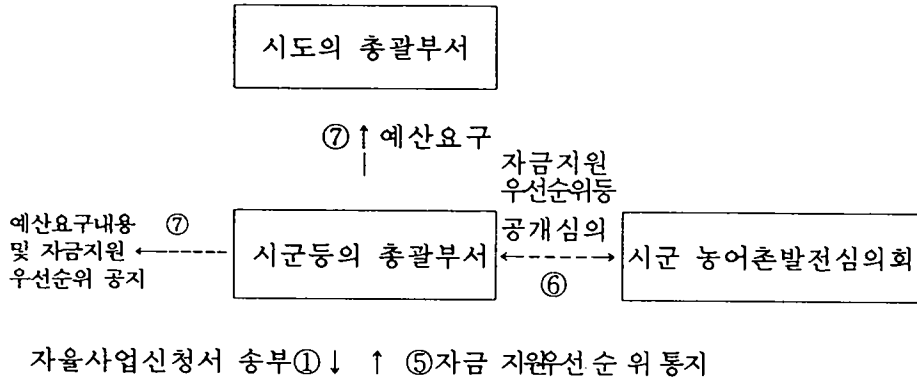 시도의 총괄부서
⑦ ↑ 예산요구
자금지원
우선순위등
공개심의
예산요구내용 ⑦
및 자금지원
우선순위 공지
시군등의 총괄부서
⑥
시군 농어촌발전심의회
자율사업신청서 송부① ↓ ↑ ⑤자금 지원우선 순 위 통지